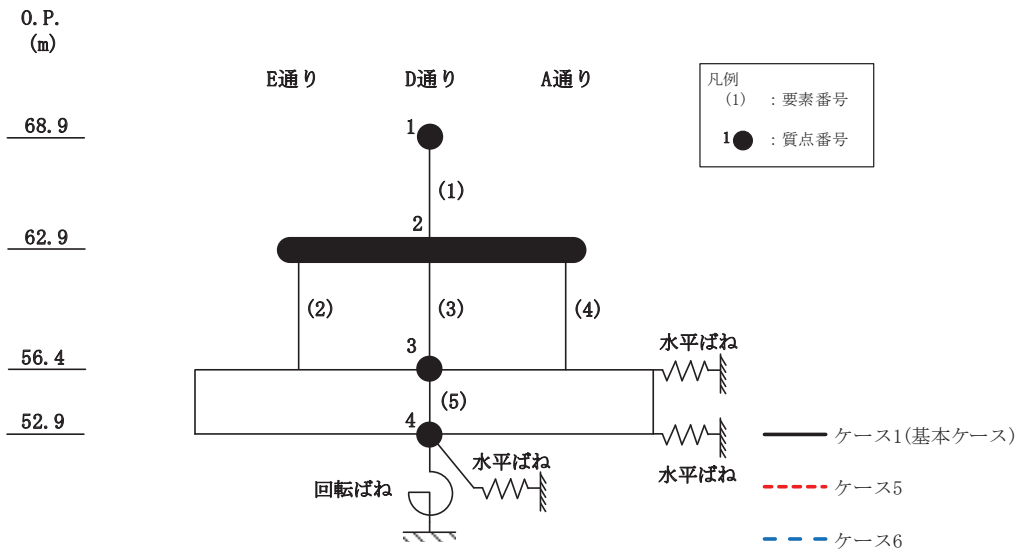 O.P.
(m)
E通り D通り A通り
凡例
(1) :要素番号
1 :質点番号
68.9
1
(1)
2
62.9
(2) (3) (4)
56.4
3
水平ばね
(5)
52.9
4
水平ばね
水平ばね
回転ばね
ケース1(基本ケース)
ケース5
ケース6